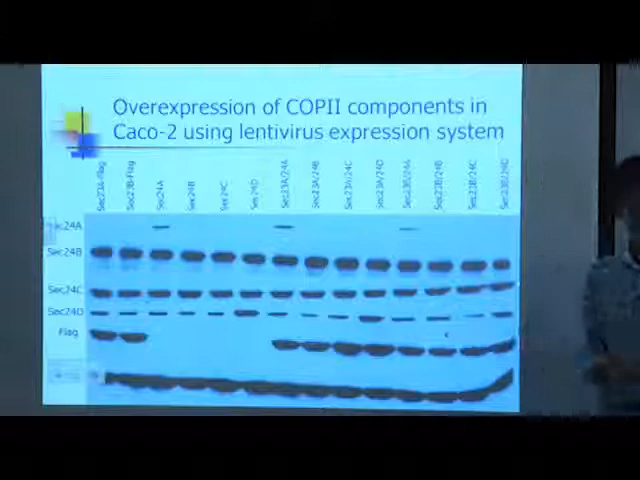 Overexpression of COPII components in
Caco-2 using lentivirus expression system
Sec23A-Flag
Sec23B-Flag
Sec24A
Sec24B
Sec24C
Sec24D
Sec23A/24A
Sec23A/24B
Sec23A/24C
Sec23A/24D
Sec23B/24A
Sec23B/24B
Sec23B/24C
Sec23B/24D
Sec24A
Sec24B
Sec24C
Sec24D
Flag